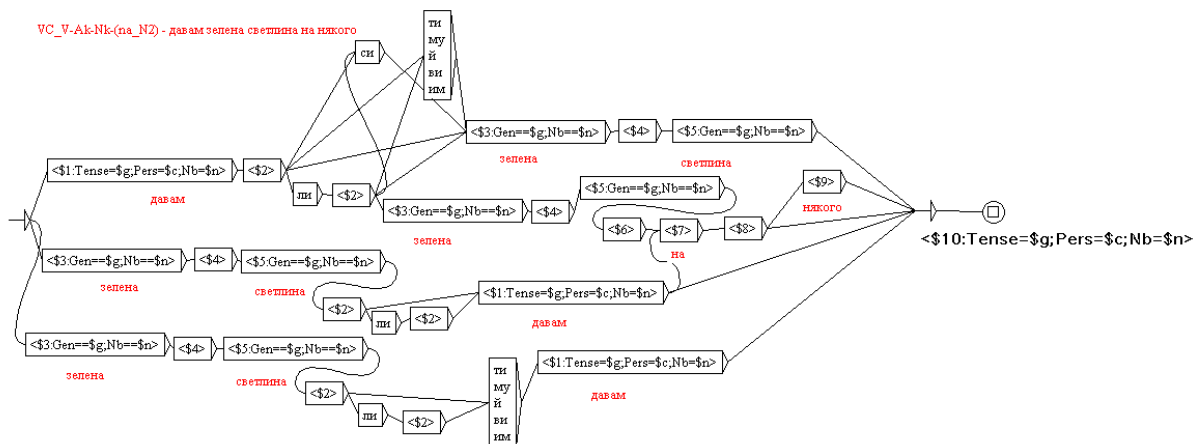 VC_V-Ak-Nk-(na_N2) - давам зелена светлина на някого
ти
му
й
ви
им
си
<$3:Gen==$g;Nb==$n>
<$4>
<$5:Gen==$g;Nb==$n>
зелена
светлина
<$1:Tense=$g;Pers=$c;Nb=$n>
<$2>
давам
ли
<$2>
<$3:Gen==$g;Nb==$n>
<$4>
<$5:Gen==$g;Nb==$n>
зелена
<$6>
<$7>
<$8>
<$9>
някого
на
<$10:Tense=$g;Pers=$c;Nb=$n>
<$3:Gen==$g;Nb==$n>
<$4>
<$5:Gen==$g;Nb==$n>
зелена
светлина
<$2>
ли
<$2>
<$1:Tense=$g;Pers=$c;Nb=$n>
давам
<$3:Gen==$g;Nb==$n>
<$4>
<$5:Gen==$g;Nb==$n>
зелена
светлина
<$2>
ли
<$2>
ти
му
й
ви
им
<$1:Tense=$g;Pers=$c;Nb=$n>
давам